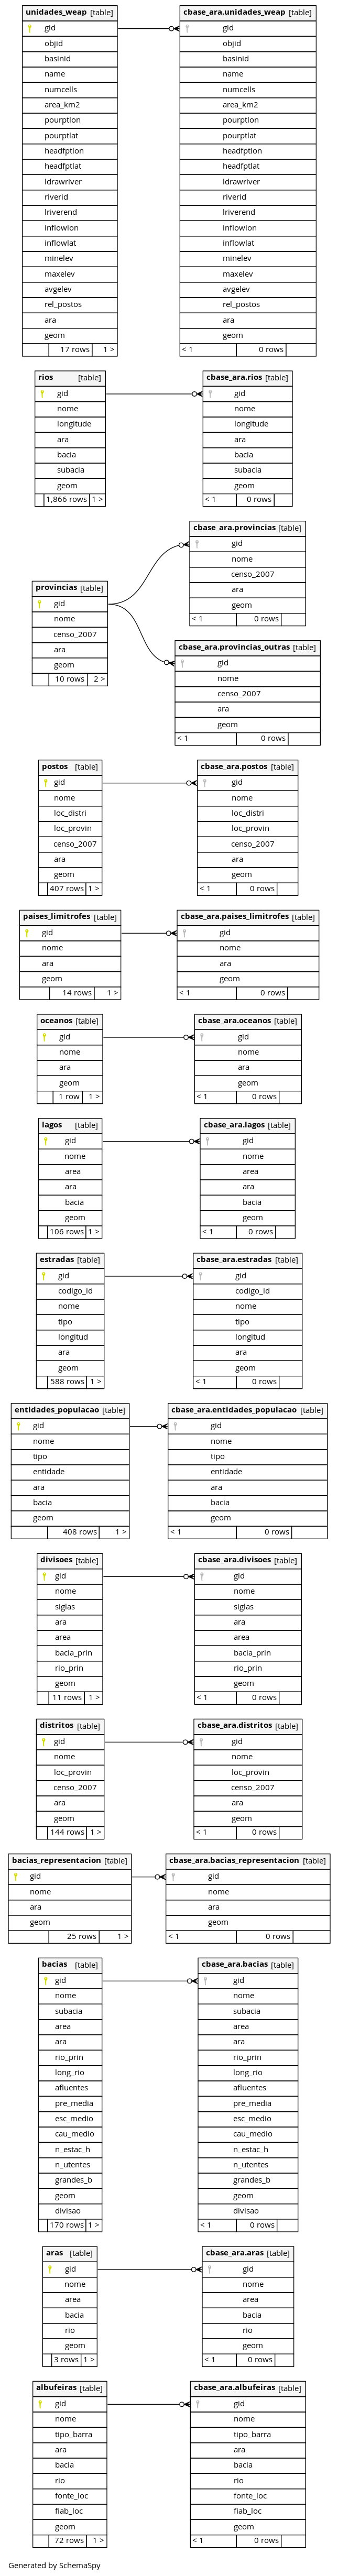 unidades_weap [table]
gid
objid
basinid
name
numcells
area_km2
pourptlon
pourptlat
headfptlon
headfptlat
ldrawriver
riverid
lriverend
inflowlon
inflowlat
minelev
maxelev
avgelev
rel_postos
ara
geom
17 rows 1 >
cbase_ara.unidades_weap [table]
gid
objid
basinid
name
numcells
area_km2
pourptlon
pourptlat
headfptlon
headfptlat
ldrawriver
riverid
lriverend
inflowlon
inflowlat
minelev
maxelev
avgelev
rel_postos
ara
geom
< 1 0 rows
rios [table]
gid
nome
longitude
ara
bacia
subacia
geom
1,866 rows 1 >
cbase_ara.rios [table]
gid
nome
longitude
ara
bacia
subacia
geom
< 1 0 rows
provincias [table]
gid
nome
censo_2007
ara
geom
10 rows 2 >
cbase_ara.provincias [table]
gid
nome
censo_2007
ara
geom
< 1 0 rows
cbase_ara.provincias_outras [table]
gid
nome
censo_2007
ara
geom
< 1 0 rows
postos [table]
gid
nome
loc_distri
loc_provin
censo_2007
ara
geom
407 rows 1 >
cbase_ara.postos [table]
gid
nome
loc_distri
loc_provin
censo_2007
ara
geom
< 1 0 rows
paises_limitrofes [table]
gid
nome
ara
geom
14 rows 1 >
cbase_ara.paises_limitrofes [table]
gid
nome
ara
geom
< 1 0 rows
oceanos [table]
gid
nome
ara
geom
1 row 1 >
cbase_ara.oceanos [table]
gid
nome
ara
geom
< 1 0 rows
lagos [table]
gid
nome
area
ara
bacia
geom
106 rows 1 >
cbase_ara.lagos [table]
gid
nome
area
ara
bacia
geom
< 1 0 rows
estradas [table]
gid
codigo_id
nome
tipo
longitud
ara
geom
588 rows 1 >
cbase_ara.estradas [table]
gid
codigo_id
nome
tipo
longitud
ara
geom
< 1 0 rows
entidades_populacao [table]
gid
nome
tipo
entidade
ara
bacia
geom
408 rows 1 >
cbase_ara.entidades_populacao [table]
gid
nome
tipo
entidade
ara
bacia
geom
< 1 0 rows
divisoes [table]
gid
nome
siglas
ara
area
bacia_prin
rio_prin
geom
11 rows 1 >
cbase_ara.divisoes [table]
gid
nome
siglas
ara
area
bacia_prin
rio_prin
geom
< 1 0 rows
distritos [table]
gid
nome
loc_provin
censo_2007
ara
geom
144 rows 1 >
cbase_ara.distritos [table]
gid
nome
loc_provin
censo_2007
ara
geom
< 1 0 rows
bacias_representacion [table]
gid
nome
ara
geom
25 rows 1 >
cbase_ara.bacias_representacion [table]
gid
nome
ara
geom
< 1 0 rows
bacias [table]
gid
nome
subacia
area
ara
rio_prin
long_rio
afluentes
pre_media
esc_medio
cau_medio
n_estac_h
n_utentes
grandes_b
geom
divisao
170 rows 1 >
cbase_ara.bacias [table]
gid
nome
subacia
area
ara
rio_prin
long_rio
afluentes
pre_media
esc_medio
cau_medio
n_estac_h
n_utentes
grandes_b
geom
divisao
< 1 0 rows
aras [table]
gid
nome
area
bacia
rio
geom
3 rows 1 >
cbase_ara.aras [table]
gid
nome
area
bacia
rio
geom
< 1 0 rows
albufeiras [table]
gid
nome
tipo_barra
ara
bacia
rio
fonte_loc
fiab_loc
geom
72 rows 1 >
cbase_ara.albufeiras [table]
gid
nome
tipo_barra
ara
bacia
rio
fonte_loc
fiab_loc
geom
< 1 0 rows
Generated by SchemaSpy